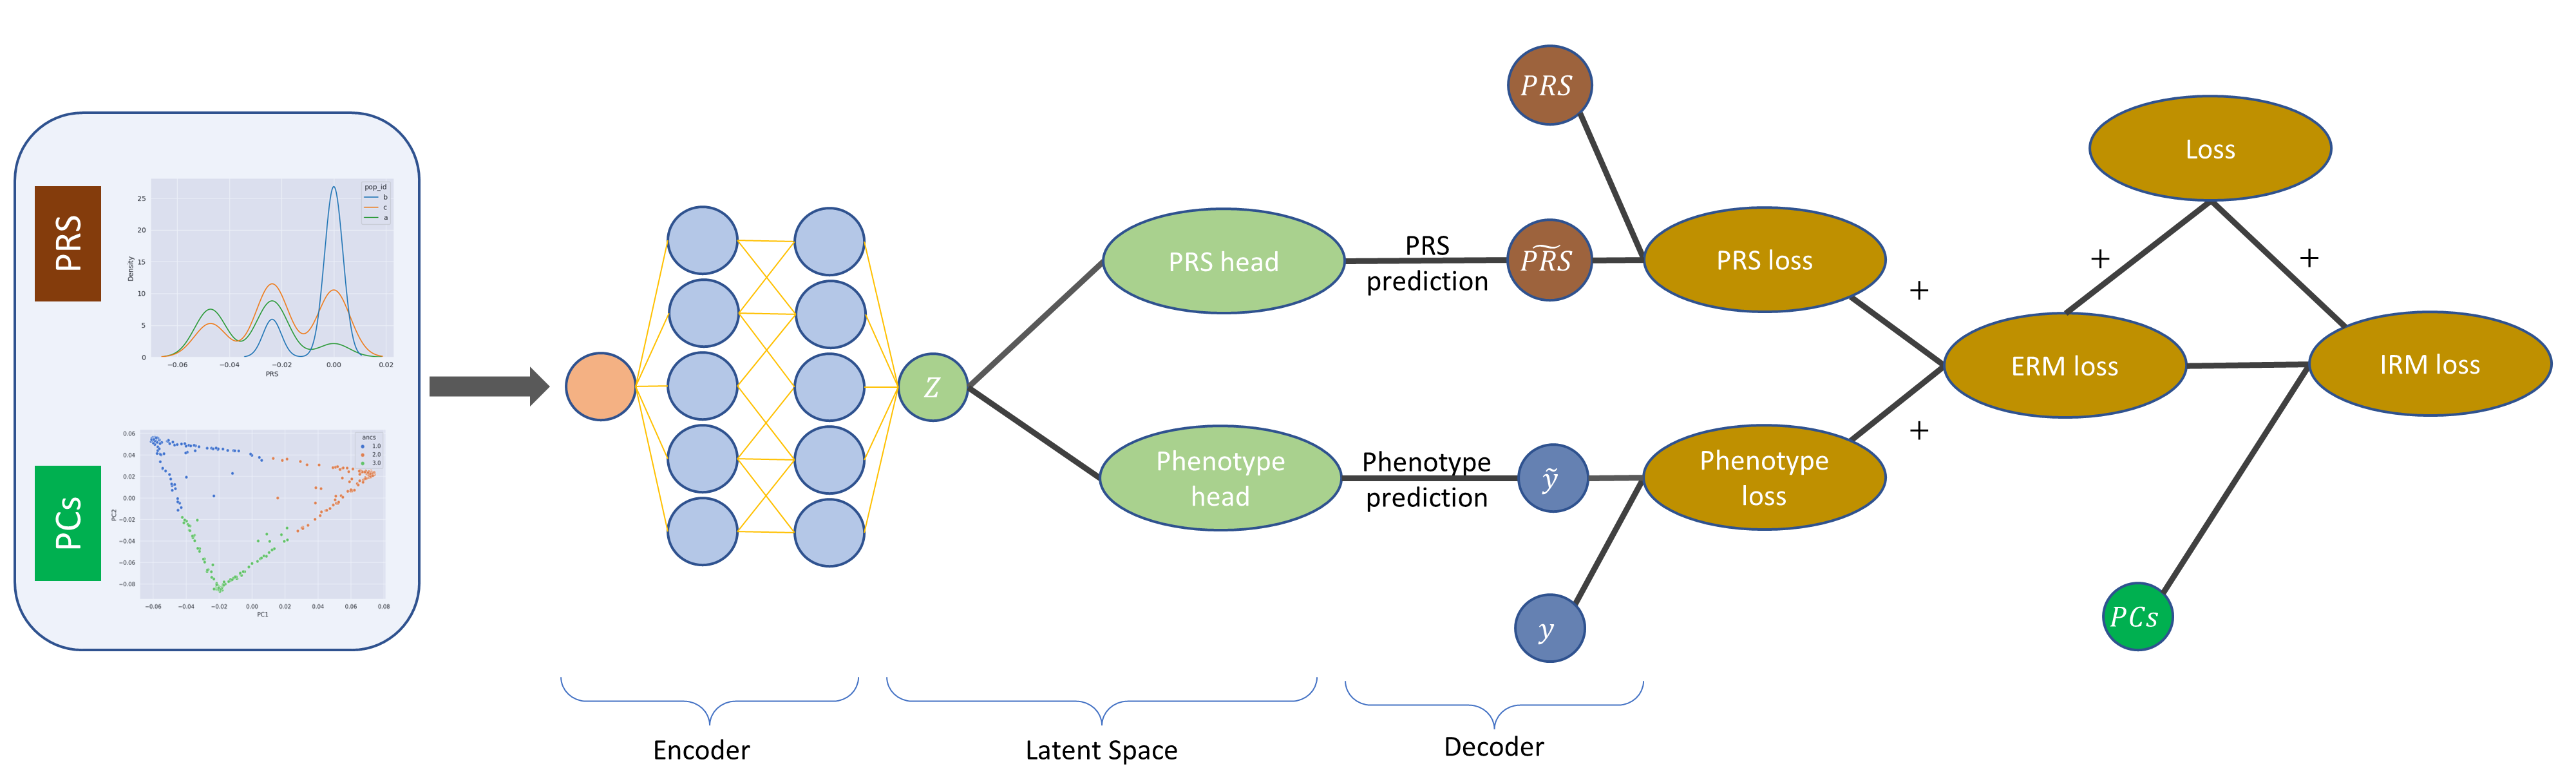 PRS
pop_id
b
c
a
25
20
15
10
5
0
Density
−0.06
−0.04
−0.02
0.00
0.02
PRS
PCs
ancs
1.0
2.0
3.0
0.06
0.04
0.02
0.00
−0.02
−0.04
−0.06
−0.08
PC2
−0.06
−0.04
−0.02
0.00
0.02
0.04
0.06
0.08
PC1
Z
PRS head
Phenotype
head
PRS
prediction
Phenotype
prediction
PRS
P͠RS
ỹ
y
PRS loss
Phenotype
loss
+
+
ERM loss
+
+
Loss
IRM loss
PCs
Encoder
Latent Space
Decoder